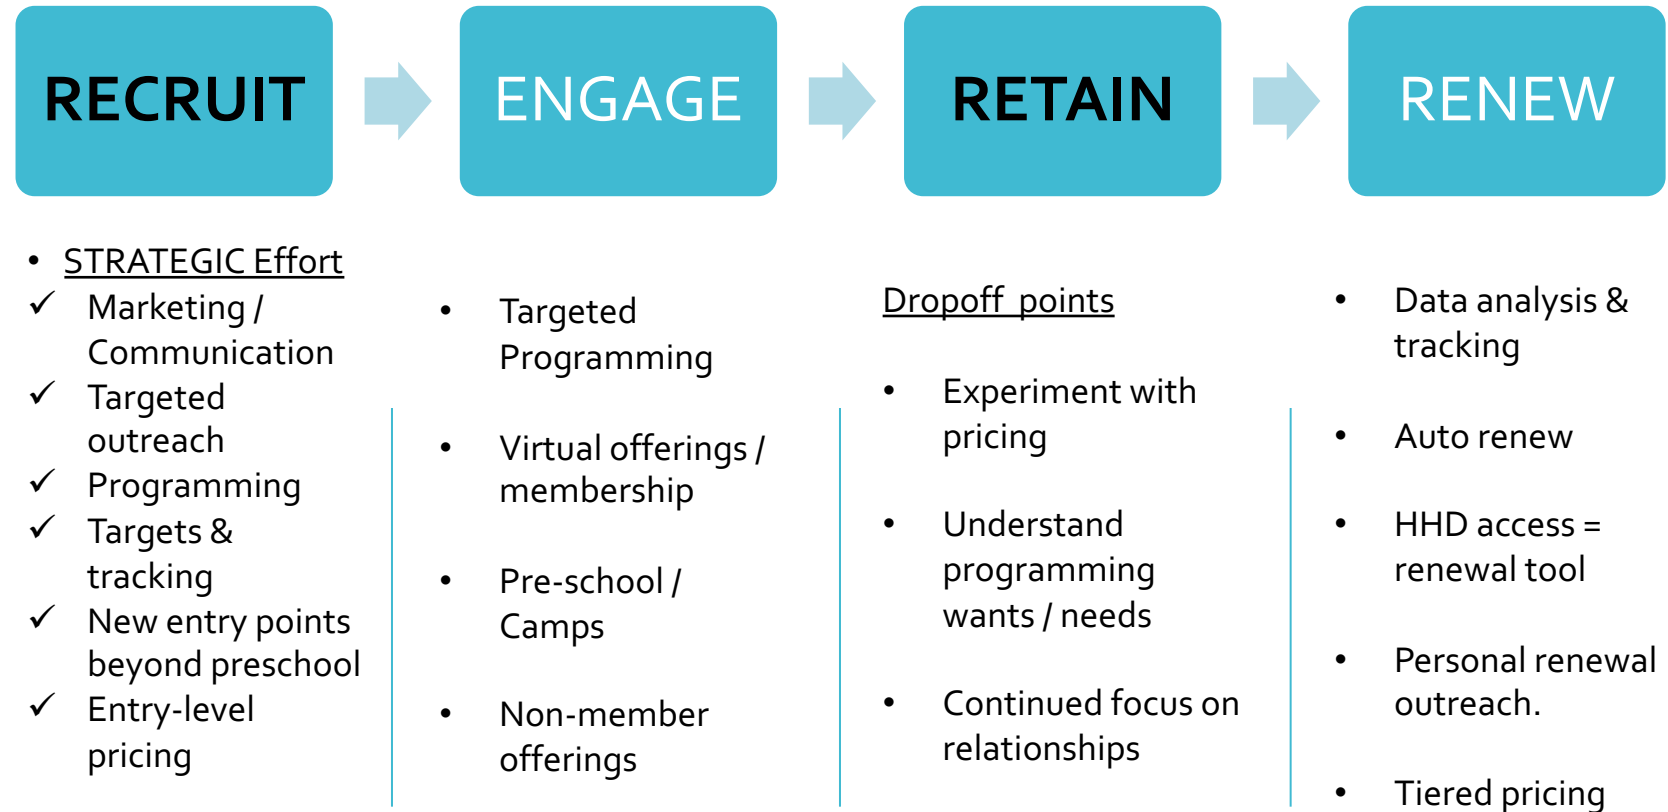 RECRUIT
ENGAGE
RETAIN
RENEW
• STRATEGIC Effort
✓ Marketing /
Communication
✓ Targeted
outreach
✓ Programming
✓ Targets &
tracking
✓ New entry points
beyond preschool
✓ Entry-level
pricing
• Targeted
Programming
• Virtual offerings /
membership
• Pre-school /
Camps
• Non-member
offerings
Dropoff points
• Experiment with
pricing
• Understand
programming
wants / needs
• Continued focus on
relationships
• Data analysis &
tracking
• Auto renew
• HHD access =
renewal tool
• Personal renewal
outreach.
• Tiered pricing